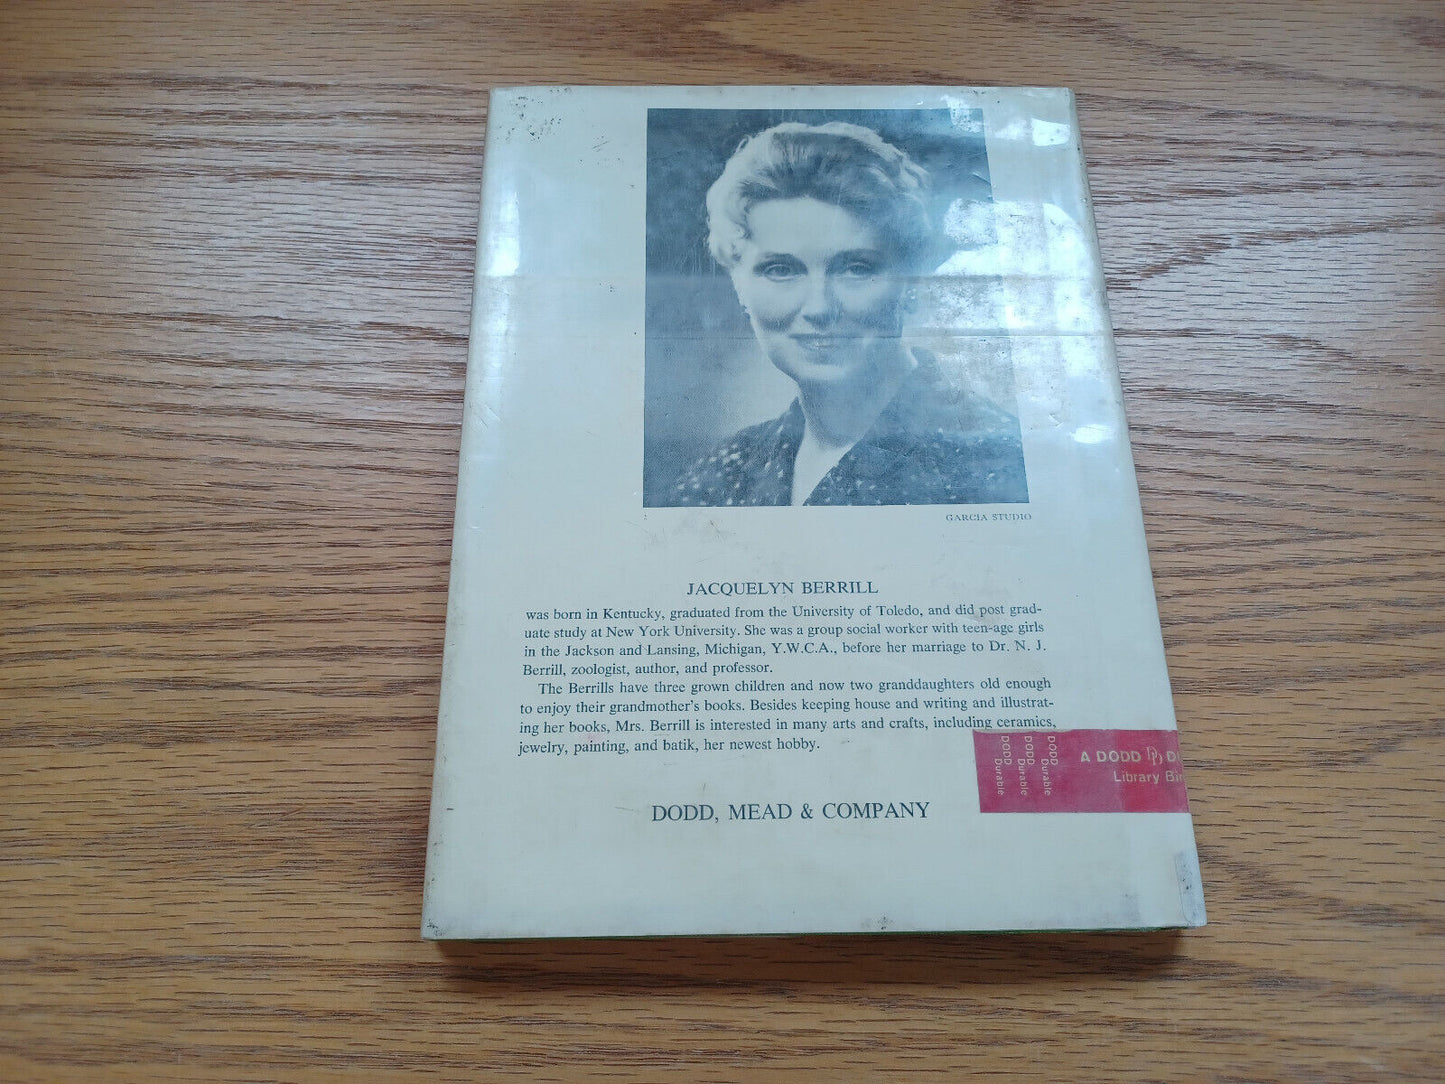 GARCIA STUDIO
JACQUELYN BERRILL
was born in Kentucky, graduated from the University of Toledo, and did post grad-
uate study at New York University. She was a group social worker with teen-age girls
in the Jackson and Lansing, Michigan, Y.W.C.A., before her marriage to Dr. N. J.
Berrill, zoologist, author, and professor.
The Berrills have three grown children and now two granddaughters old enough
to enjoy their grandmother's books. Besides keeping house and writing and illustrat-
ing her books, Mrs. Berrill is interested in many arts and crafts, including ceramics,
jewelry, painting, and batik, her newest hobby.
DODD Durable
DODD Durable
DODD Durable
A DODD
Library
DODD, MEAD & COMPANY